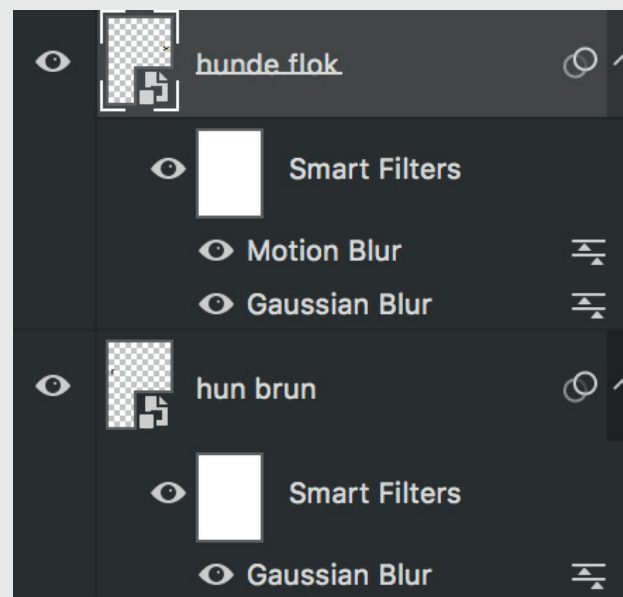 hunde flok
Smart Filters
Motion Blur
Gaussian Blur
hun brun
Smart Filters
Gaussian Blur